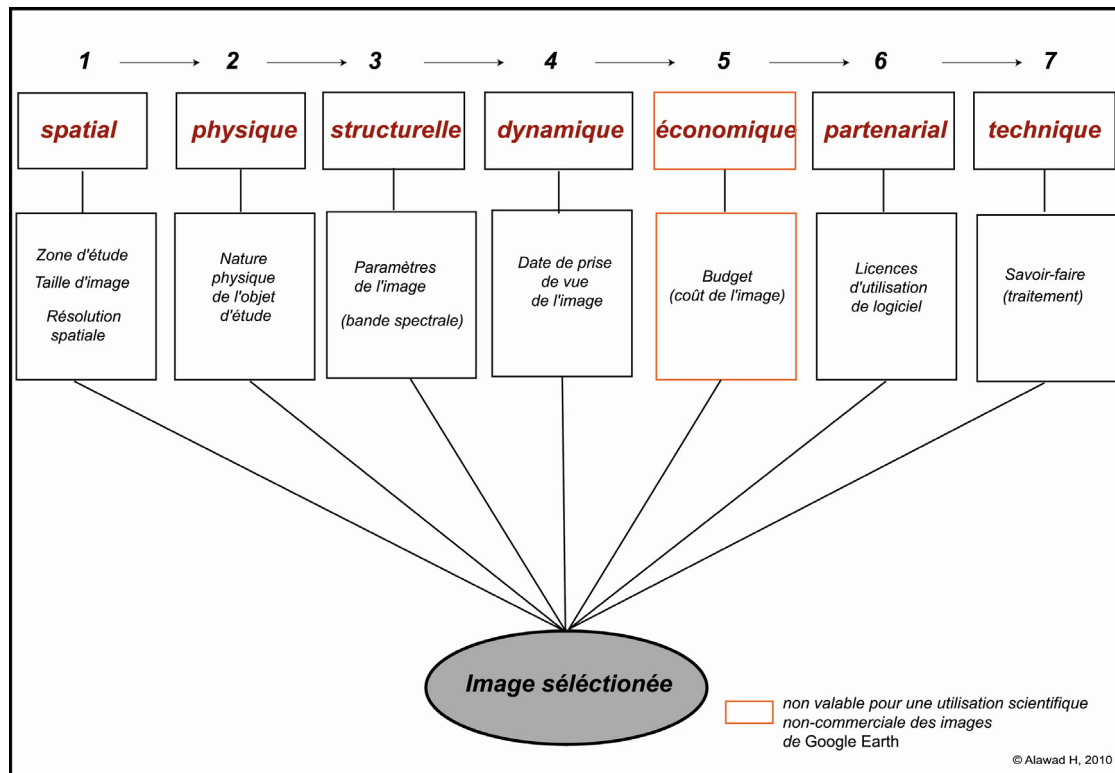 1 2 3 4 5 6 7
spatial physique structurelle dynamique économique partenarial technique
Zone d'étude
Taille d'image
Résolution
spatiale
Nature
physique
de l'objet
d'étude
Paramètres
de l'image
(bande spectrale)
Date de prise
de vue
de l'image
Budget
(coût de l'image)
Licences
d'utilisation
de logiciel
Savoir-faire
(traitement)
Image séléctionée
non valable pour une utilisation scientifique
non-commerciale des images
de Google Earth
© Alawad H, 2010